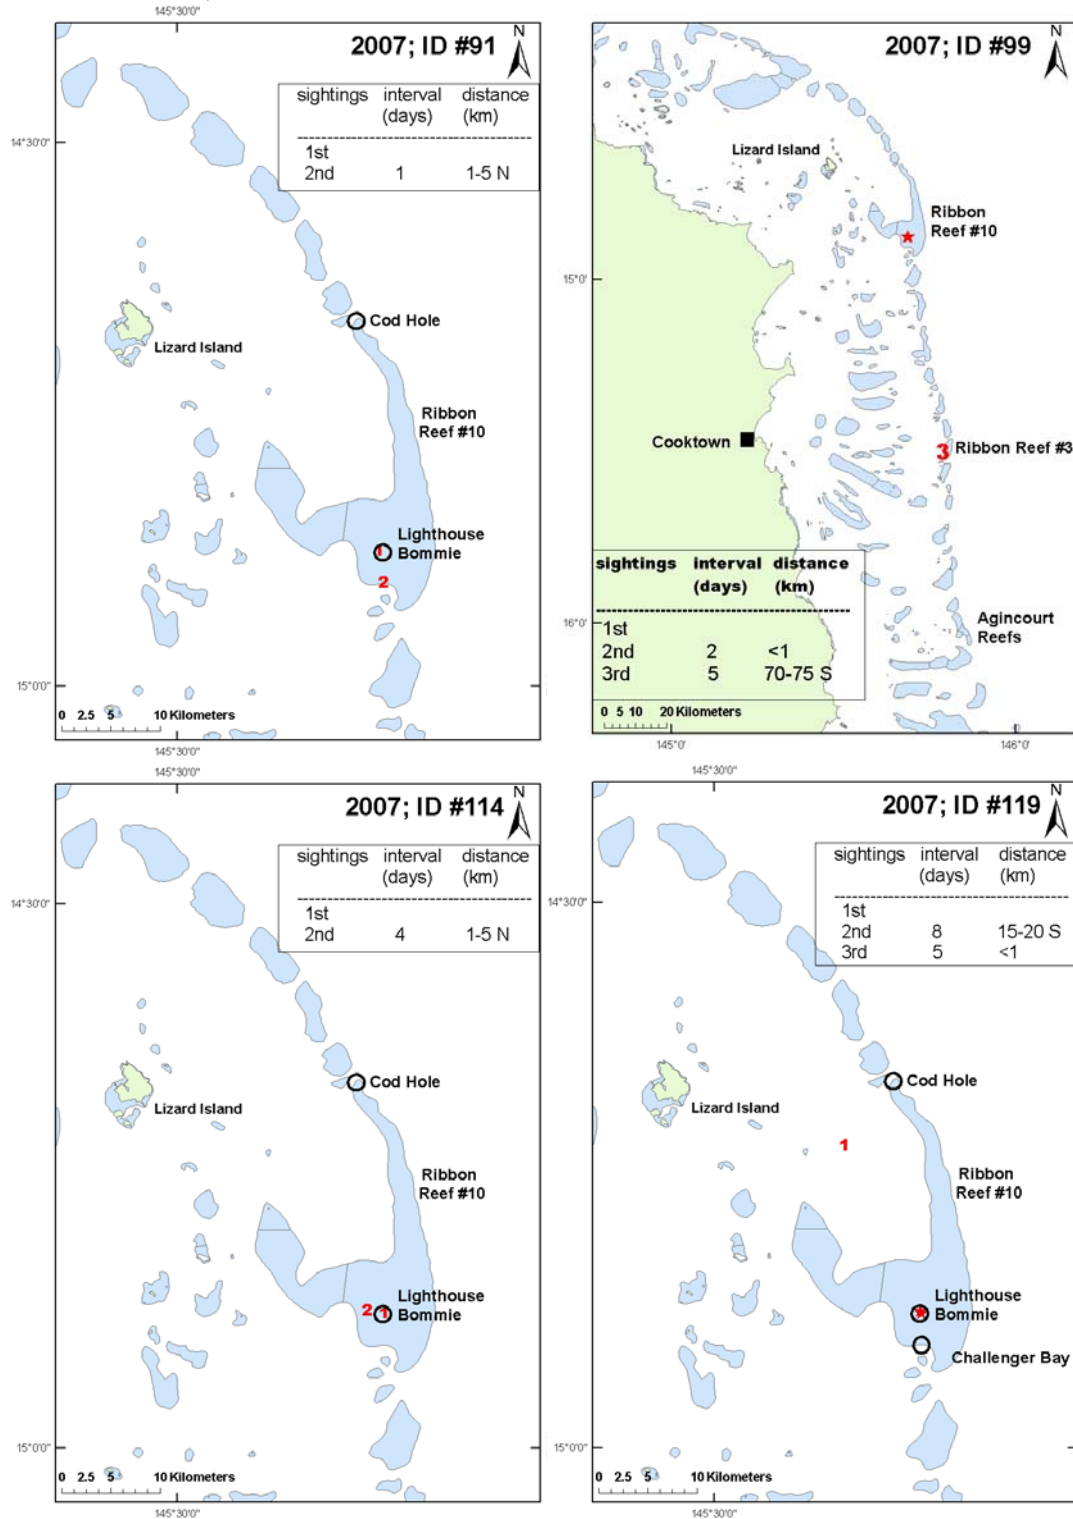 145°30'0"
2007; ID #91
N
sightings interval distance
(days) (km)
1st
2nd 1 1-5 N
14°30'0"
Cod Hole
Lizard Island
Ribbon
Reef #10
Lighthouse
Bommie
1
2
15°0'0"
0 2.5 5 10 Kilometers
145°30'0"
2007; ID #99
N
Lizard Island
Ribbon
Reef #10
15°0'
Cooktown
3
Ribbon Reef #3
sightings interval distance
(days) (km)
1st
2nd 2 <1
3rd 5 70-75 S
16°0'
Agincourt
Reefs
0 5 10 20 Kilometers
145°0'
146°0'
145°30'0"
2007; ID #114
N
sightings interval distance
(days) (km)
1st
2nd 4 1-5 N
14°30'0"
Cod Hole
Lizard Island
Ribbon
Reef #10
Lighthouse
Bommie
2 1
15°0'0"
0 2.5 5 10 Kilometers
145°30'0"
145°30'0"
2007; ID #119
N
sightings interval distance
(days) (km)
1st
2nd 8 15-20 S
3rd 5 <1
14°30'0"
Cod Hole
Lizard Island
1
Ribbon
Reef #10
Lighthouse
Bommie
Challenger Bay
15°0'0"
0 2.5 5 10 Kilometers
145°30'0"